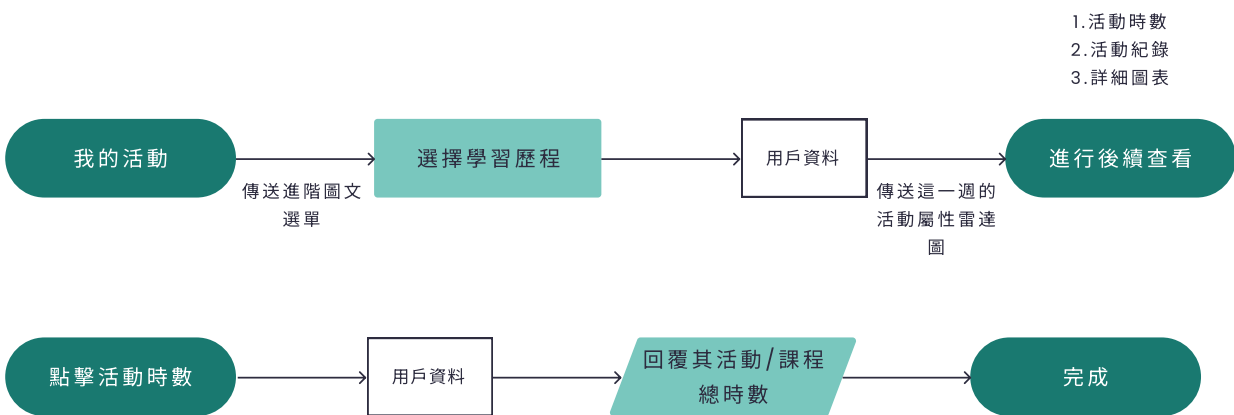 1.活動時數
2.活動紀錄
3.詳細圖表
我的活動
傳送進階圖文
選單
選擇學習歷程
用戶資料
傳送這一週的
活動屬性雷達
圖
進行後續查看
點擊活動時數
用戶資料
回覆其活動/課程
總時數
完成